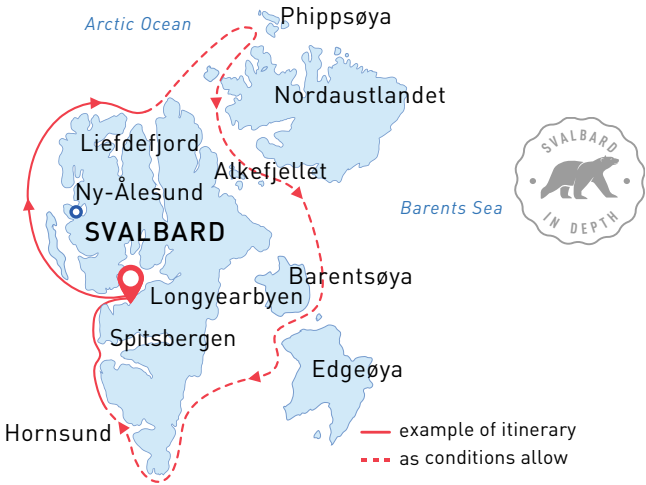 Phippsøya
Arctic Ocean
Nordaustlandet
Liefdefjord
Alkefjellet
Ny-Ålesund
SVALBARD
Barents Sea
SVALBARD
IN DEPTH
Barentsøya
Longyearbyen
Spitsbergen
Edgeøya
Hornsund
example of itinerary
as conditions allow